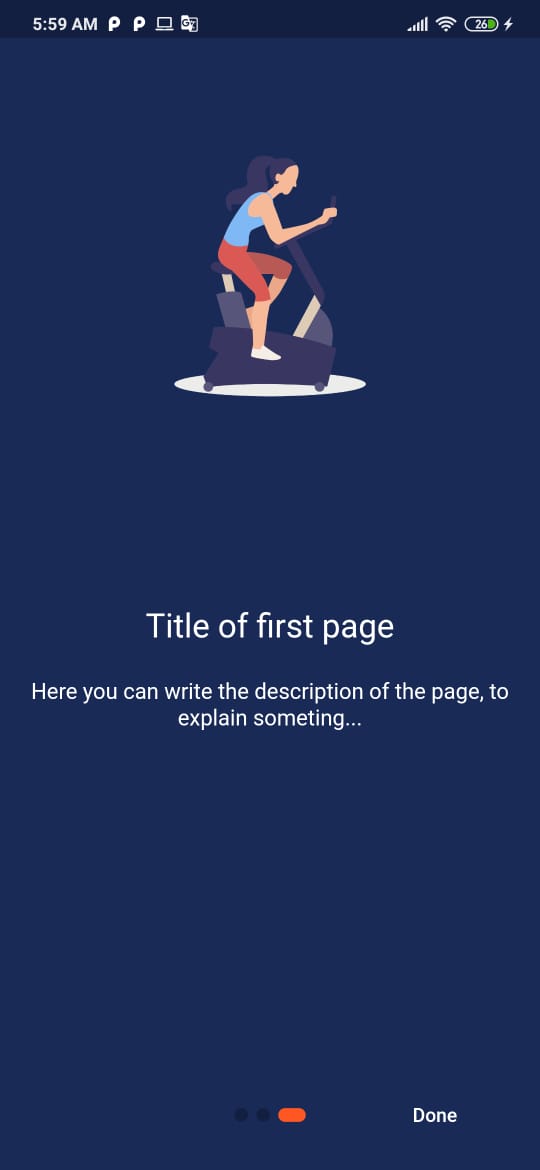 5:59 AM
26
Title of first page
Here you can write the description of the page, to
explain someting...
Done